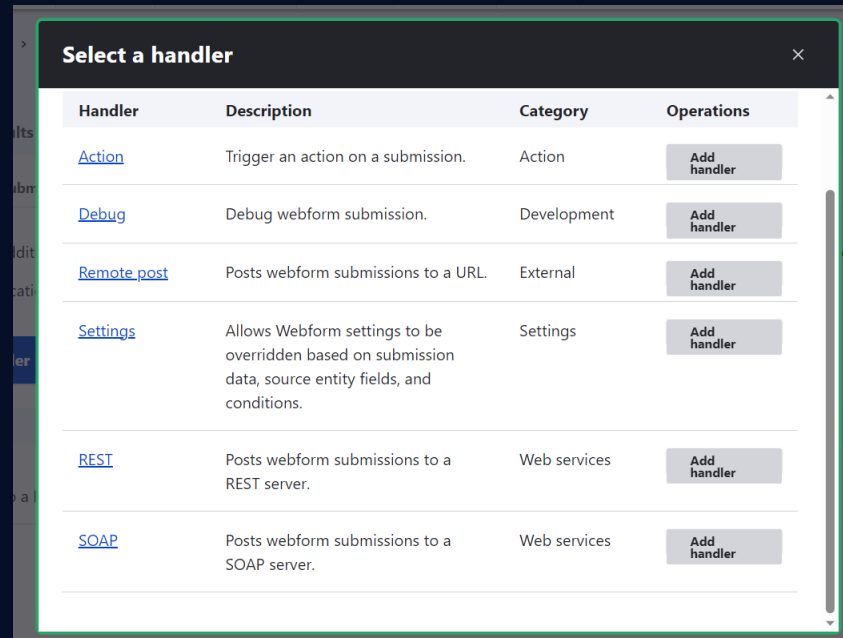 Select a handler
Handler Description Category Operations
Action Trigger an action on a submission. Action Add
handler
Debug Debug webform submission. Development Add
handler
Remote post Posts webform submissions to a URL. External Add
handler
Settings Allows Webform settings to be Settings Add
handler
overridden based on submission
data, source entity fields, and
conditions.
REST Posts webform submissions to a Web services Add
handler
REST server.
SOAP Posts webform submissions to a Web services Add
handler
SOAP server.